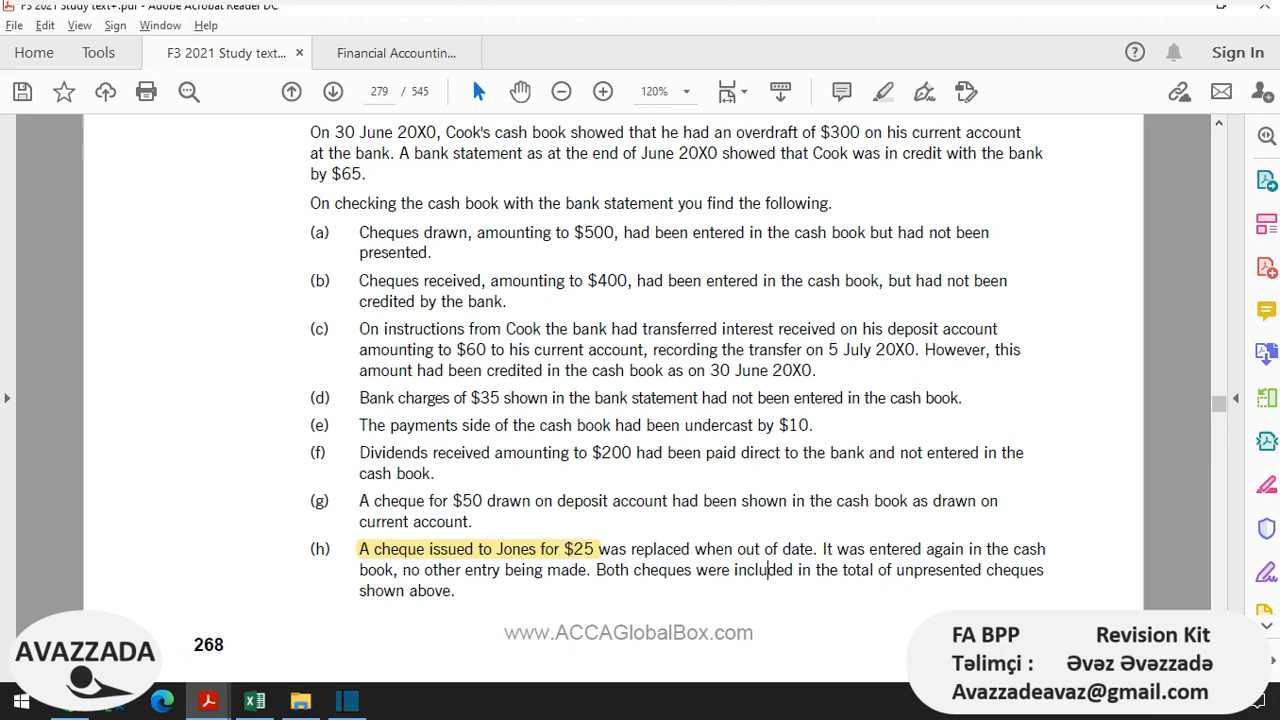 F3 2021 Study text+.pdf - Adobe Acrobat Reader DC
File Edit View Sign Window Help
Home Tools F3 2021 Study text... × Financial Accountin... Sign In
279 / 545 120%
On 30 June 20X0, Cook's cash book showed that he had an overdraft of $300 on his current account
at the bank. A bank statement as at the end of June 20X0 showed that Cook was in credit with the bank
by $65.
On checking the cash book with the bank statement you find the following.
(a) Cheques drawn, amounting to $500, had been entered in the cash book but had not been
presented.
(b) Cheques received, amounting to $400, had been entered in the cash book, but had not been
credited by the bank.
(c) On instructions from Cook the bank had transferred interest received on his deposit account
amounting to $60 to his current account, recording the transfer on 5 July 20X0. However, this
amount had been credited in the cash book as on 30 June 20X0.
(d) Bank charges of $35 shown in the bank statement had not been entered in the cash book.
(e) The payments side of the cash book had been undercast by $10.
(f) Dividends received amounting to $200 had been paid direct to the bank and not entered in the
cash book.
(g) A cheque for $50 drawn on deposit account had been shown in the cash book as drawn on
current account.
(h) A cheque issued to Jones for $25 was replaced when out of date. It was entered again in the cash
book, no other entry being made. Both cheques were included in the total of unpresented cheques
shown above.
268
www.ACCAGlobalBox.com
AVAZZADA
FA BPP Revision Kit
Təlimçi : Əvəz Əvəzzadə
Avazzadeavaz@gmail.com